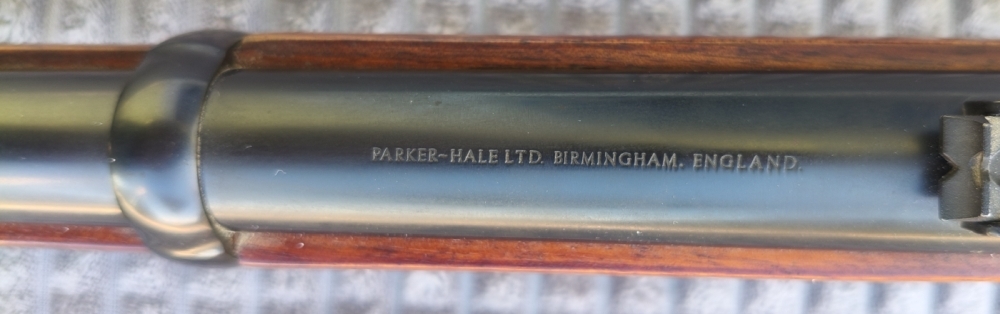 PARKER-HALE LTD. BIRMINGHAM. ENGLAND.